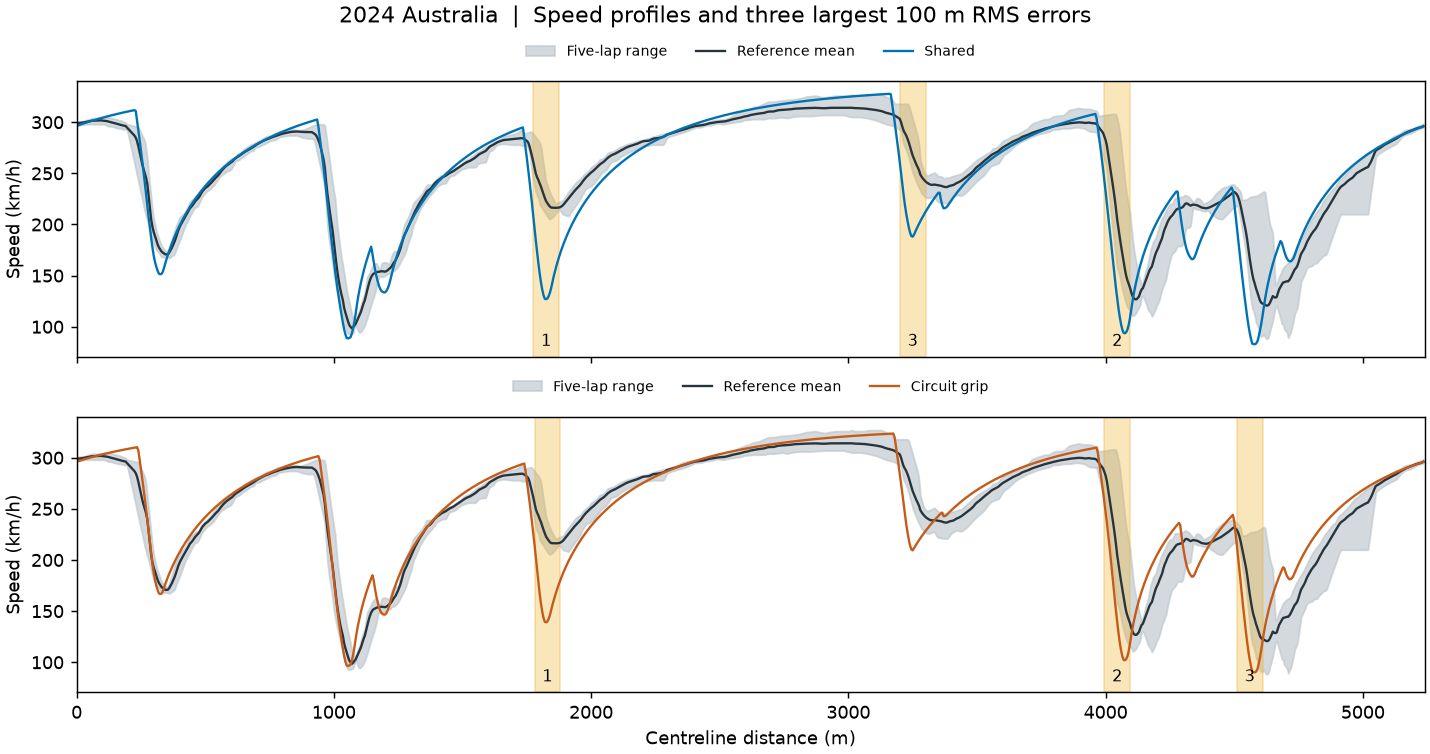 2024 Australia | Speed profiles and three largest 100 m RMS errors
Five-lap range Reference mean Shared
Speed (km/h)
300
250
200
150
100
1
3
2
Five-lap range Reference mean Circuit grip
Speed (km/h)
300
250
200
150
100
1
2
3
0 1000 2000 3000 4000 5000
Centreline distance (m)